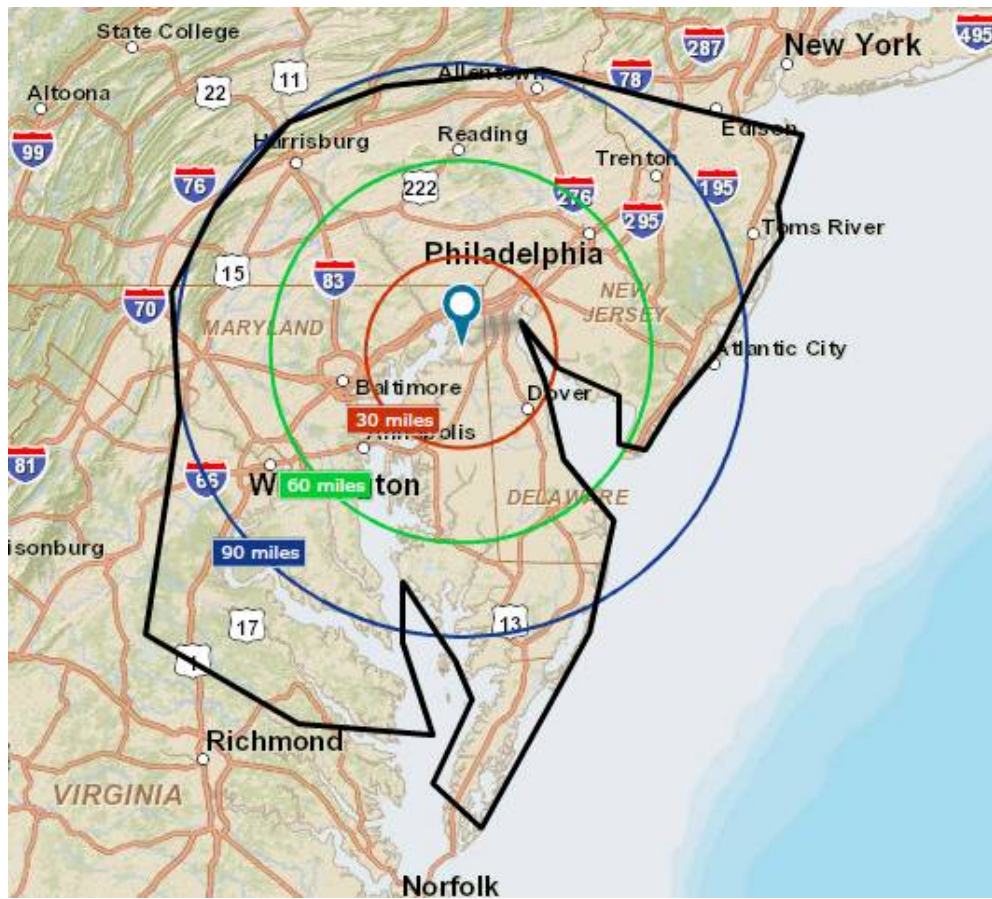 State College
New York
495
287
78
11
22
Allentown
Altoona
Edison
99
Harrisburg
Reading
Trenton
76
222
276
195
295
Toms River
Philadelphia
15
83
NEW
JERSEY
70
MARYLAND
Atlantic City
Baltimore
Dover
30 miles
Annapolis
81
66
W ton
60 miles
DELAWARE
isonburg
90 miles
17
13
1
Richmond
VIRGINIA
Norfolk